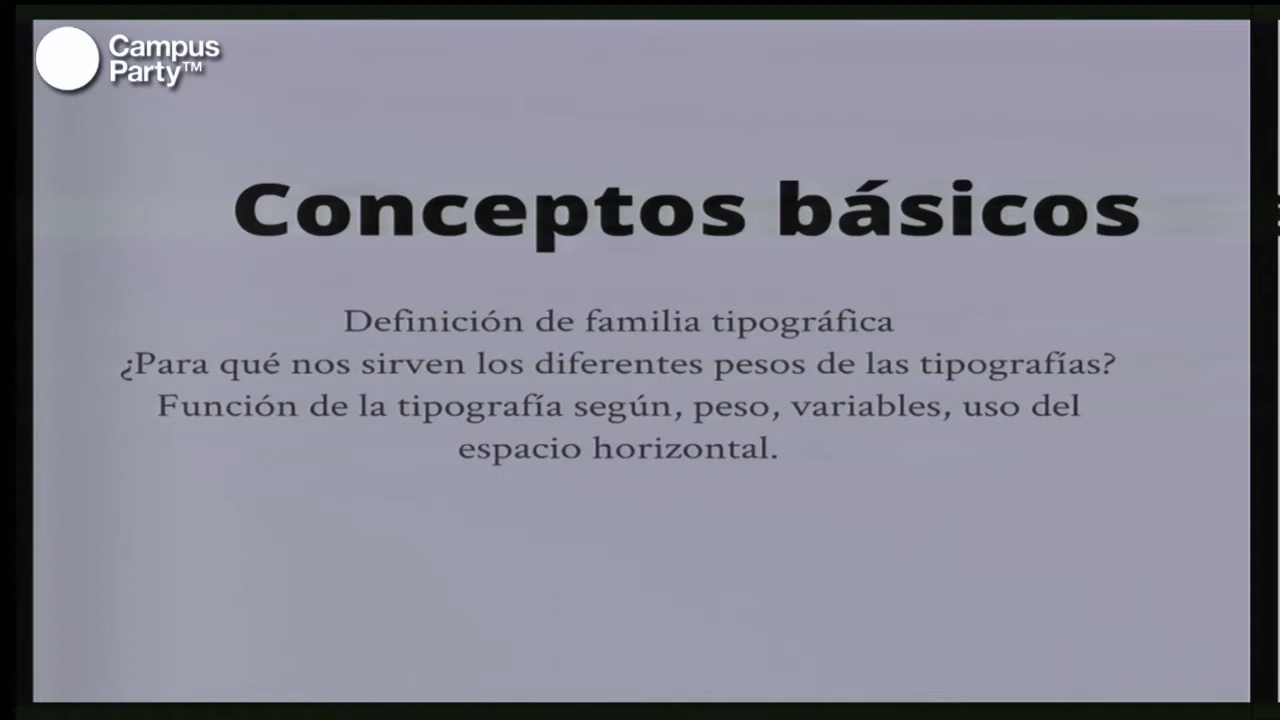 Campus
Party™
Conceptos básicos
Definición de familia tipográfica
¿Para qué nos sirven los diferentes pesos de las tipografías?
Función de la tipografía según, peso, variables, uso del
espacio horizontal.